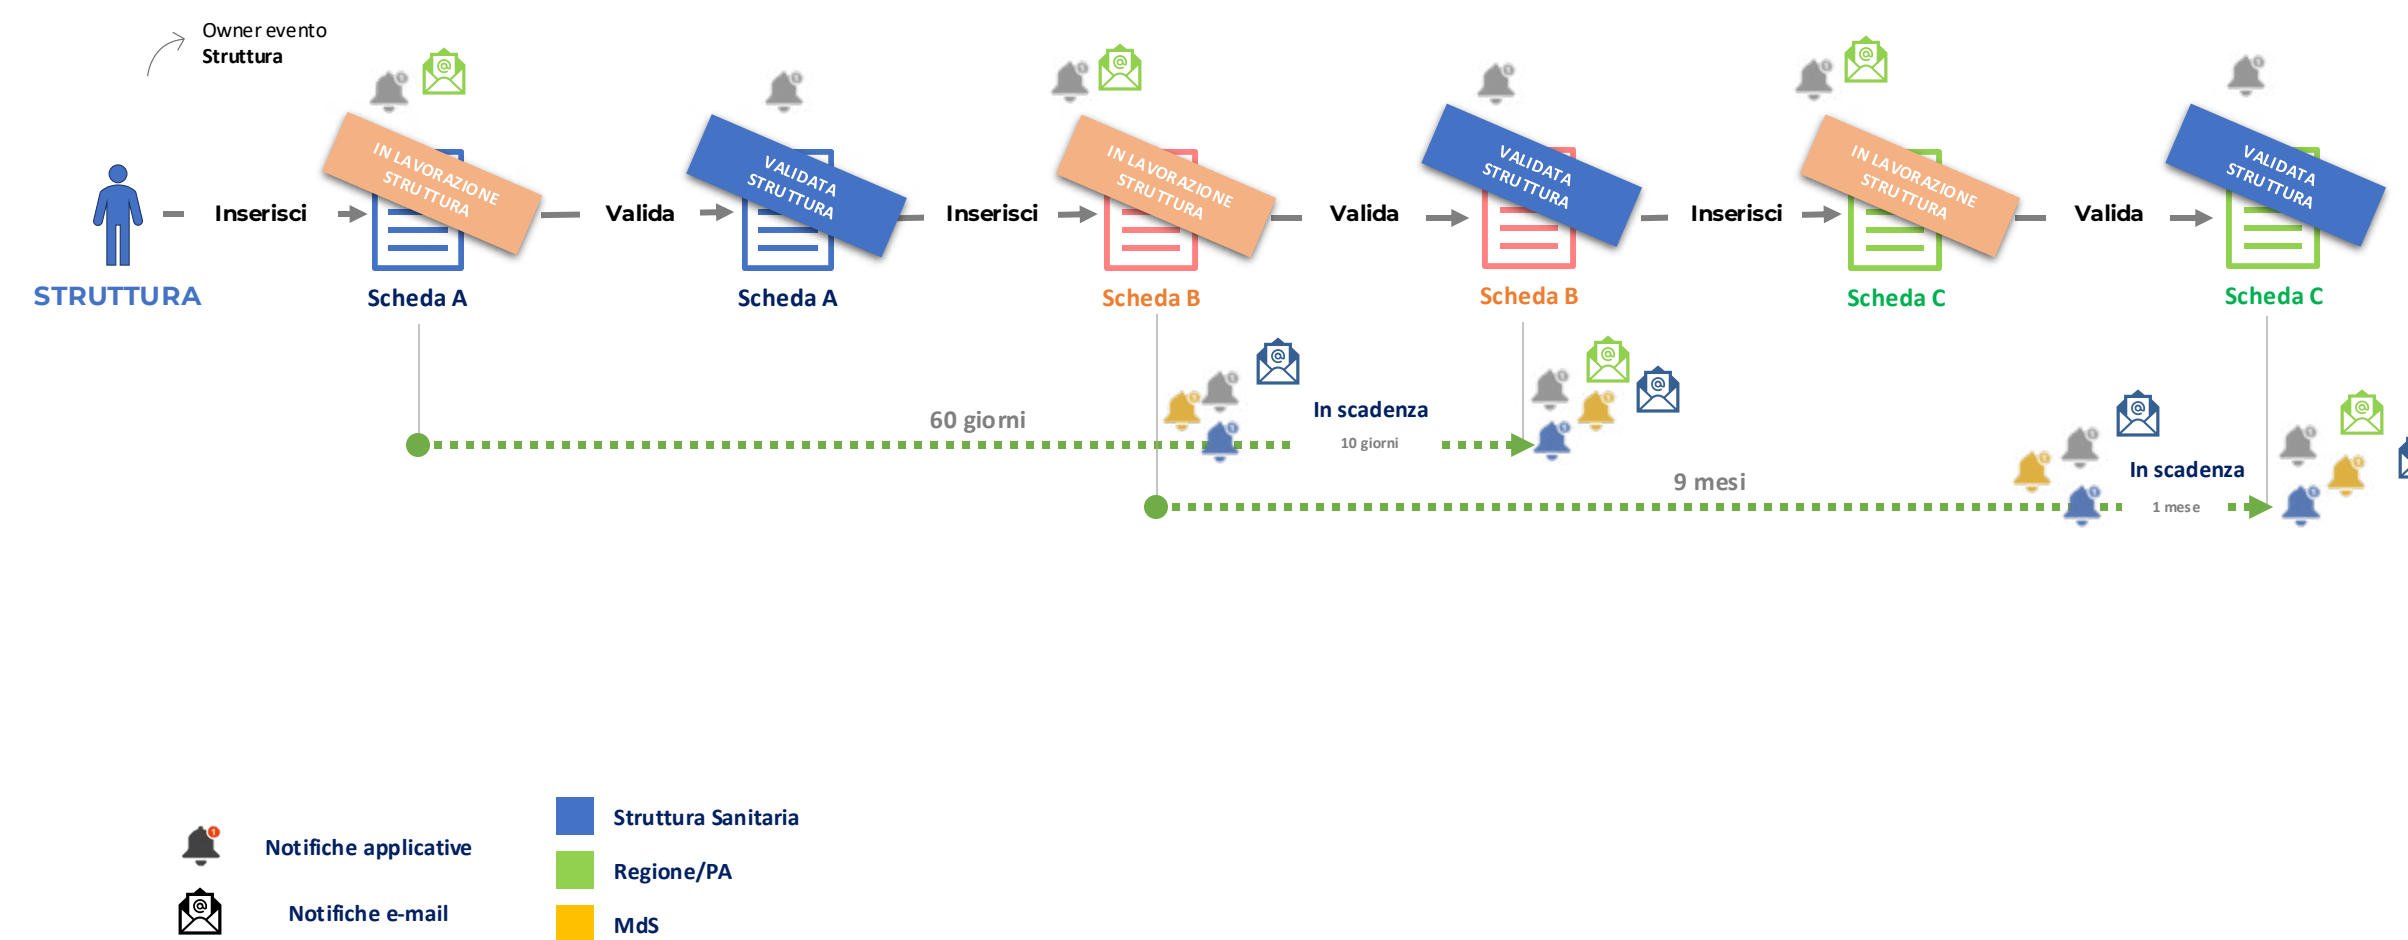 Owner evento
Struttura
IN LAVORAZIONE
STRUTTURA
VALIDATA
STRUTTURA
IN LAVORAZIONE
STRUTTURA
VALIDATA
STRUTTURA
IN LAVORAZIONE
STRUTTURA
VALIDATA
STRUTTURA
Inserisci
Valida
Inserisci
Valida
Inserisci
Valida
STRUTTURA
Scheda A
Scheda A
Scheda B
Scheda B
Scheda C
Scheda C
60 giorni
In scadenza
10 giorni
9 mesi
In scadenza
1 mese
Notifiche applicative
Notifiche e-mail
Struttura Sanitaria
Regione/PA
MdS